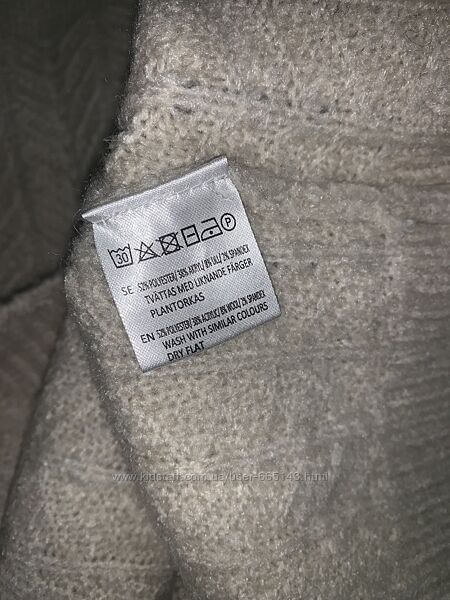 30
P
SE 52% POLYESTER/ 38% AKRYL/ 8% ULL/ 2% SPANDEX
TVÄTTAS MED LIKNANDE FÄRGER
PLANTORKAS
EN 52% POLYESTER/ 38% ACRYLIC/ 8% WOOL/ 2% SPANDEX
WASH WITH SIMILAR COLOURS
DRY FLAT
www.kidstaff.com.ua/user-665143.html